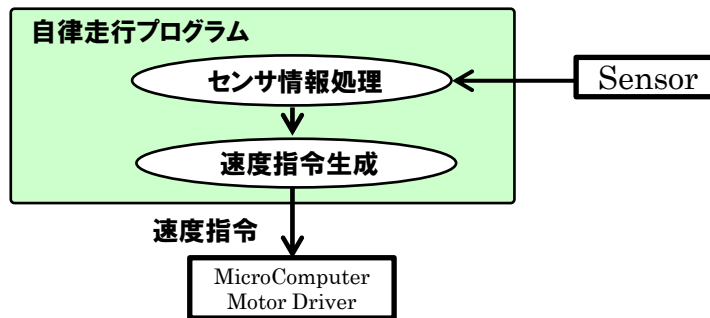 自律走行プログラム
センサ情報処理
Sensor
速度指令生成
速度指令
MicroComputer
Motor Driver